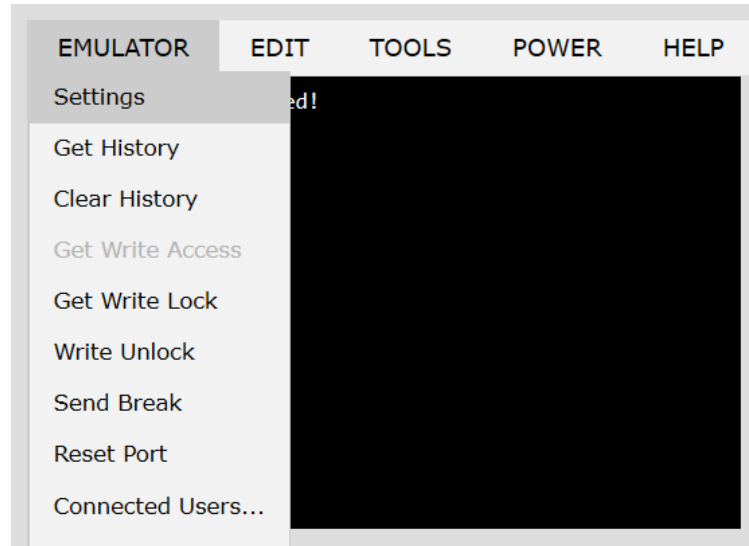 EMULATOR EDIT TOOLS POWER HELP
Settings
ed!
Get History
Clear History
Get Write Access
Get Write Lock
Write Unlock
Send Break
Reset Port
Connected Users...